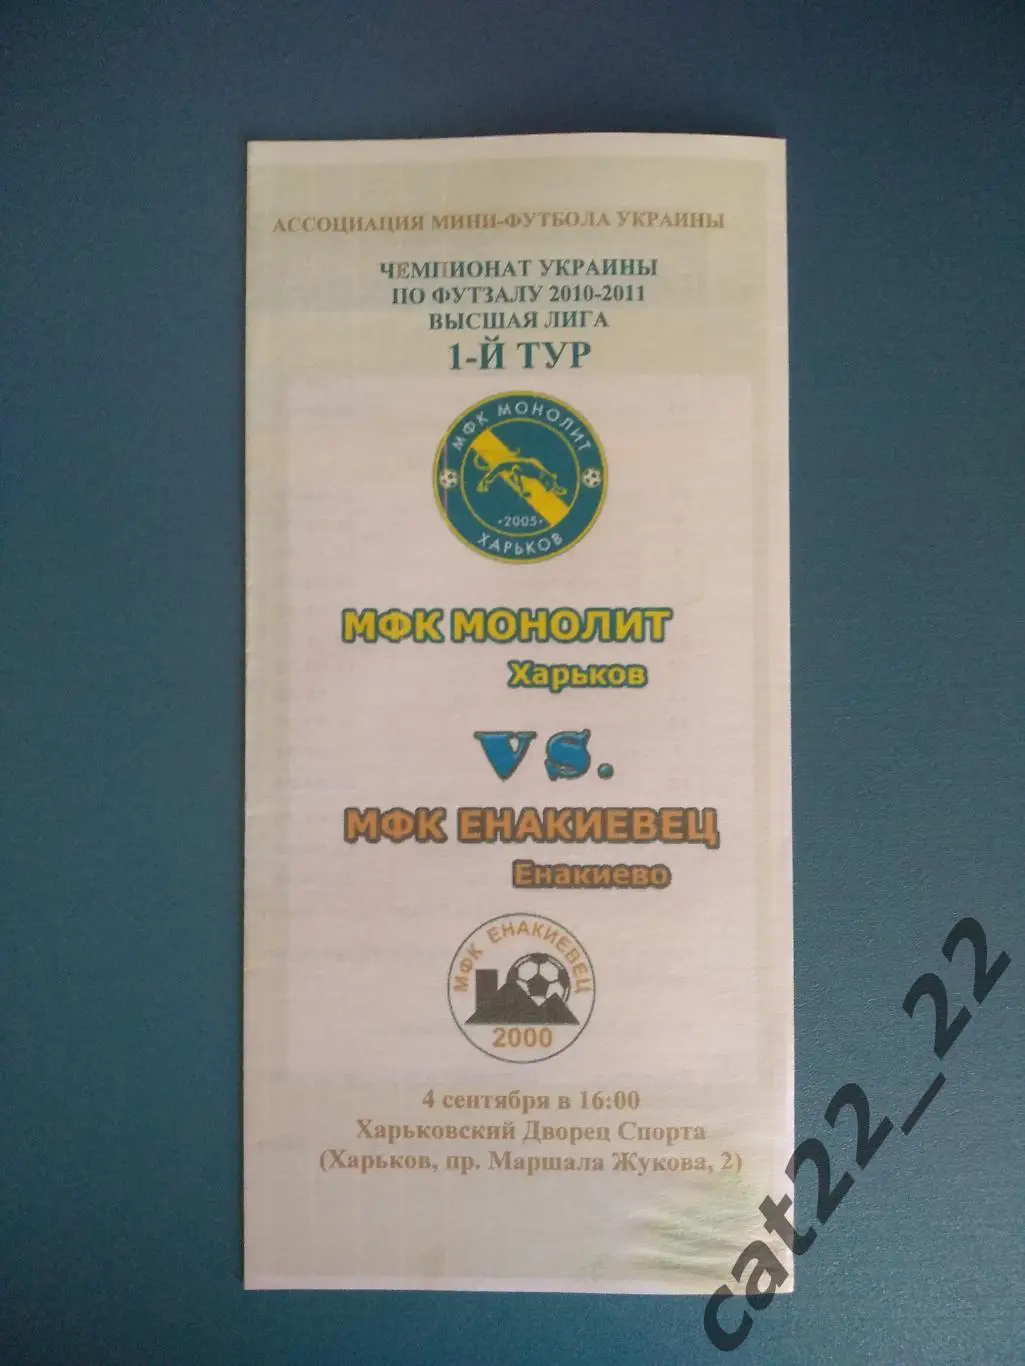 АССОЦИАЦИЯ МИНИ-ФУТБОЛА УКРАИНЫ
ЧЕМПИОНАТ УКРАИНЫ
ПО ФУТЗАЛУ 2010-2011
ВЫСШАЯ ЛИГА
1-Й ТУР
МФК МОНОЛИТ
·2005·
ХАРЬКОВ
МФК МОНОЛИТ
Харьков
VS.
МФК ЕНАКИЕВЕЦ
Енакиево
МФК ЕНАКИЕВЕЦ
2000
4 сентября в 16:00
Харьковский Дворец Спорта
(Харьков, пр. Маршала Жукова, 2)
cat22_22